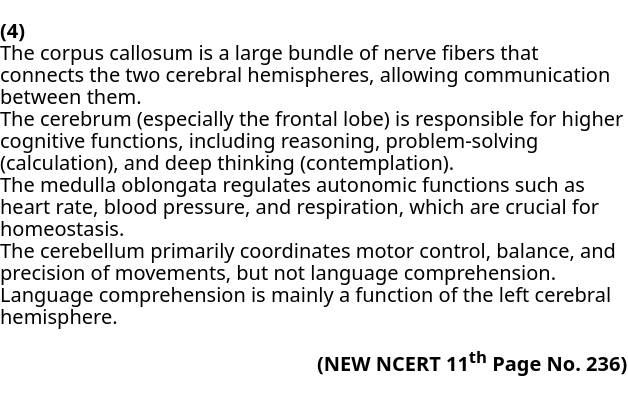 (4)
The corpus callosum is a large bundle of nerve fibers that
connects the two cerebral hemispheres, allowing communication
between them.
The cerebrum (especially the frontal lobe) is responsible for higher
cognitive functions, including reasoning, problem-solving
(calculation), and deep thinking (contemplation).
The medulla oblongata regulates autonomic functions such as
heart rate, blood pressure, and respiration, which are crucial for
homeostasis.
The cerebellum primarily coordinates motor control, balance, and
precision of movements, but not language comprehension.
Language comprehension is mainly a function of the left cerebral
hemisphere.
(NEW NCERT 11th Page No. 236)